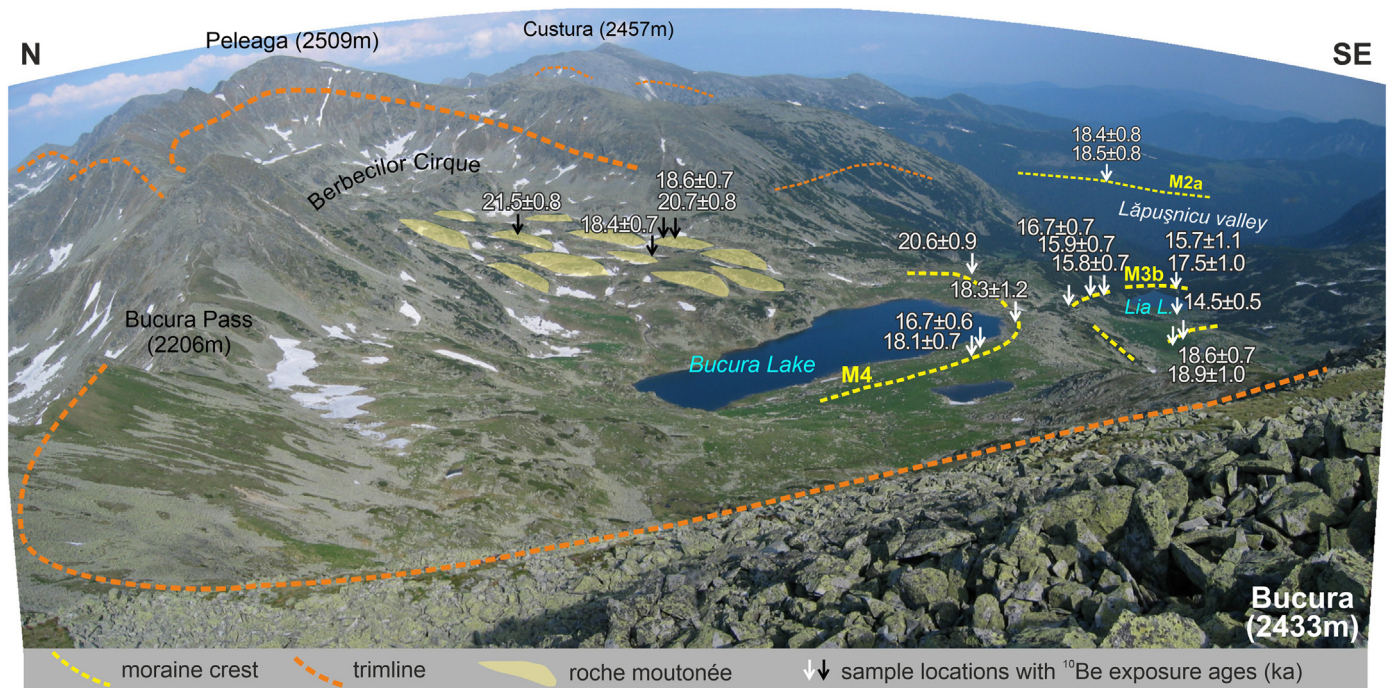 N
Peleaga (2509m)
Custura (2457m)
SE
Berbecilor Cirque
21.5±0.8
18.6±0.7
20.7±0.8
18.4±0.7
18.4±0.8
18.5±0.8
M2a
Lăpuşnicu valley
20.6±0.9
18.3±1.2
16.7±0.7
15.9±0.7
15.8±0.7
15.7±1.1
17.5±1.0
M3b
Lia L.
14.5±0.5
18.6±0.7
18.9±1.0
Bucura Pass
(2206m)
16.7±0.6
18.1±0.7
Bucura Lake
M4
Bucura
(2433m)
moraine crest
trimline
roche moutonée
sample locations with ¹⁰Be exposure ages (ka)